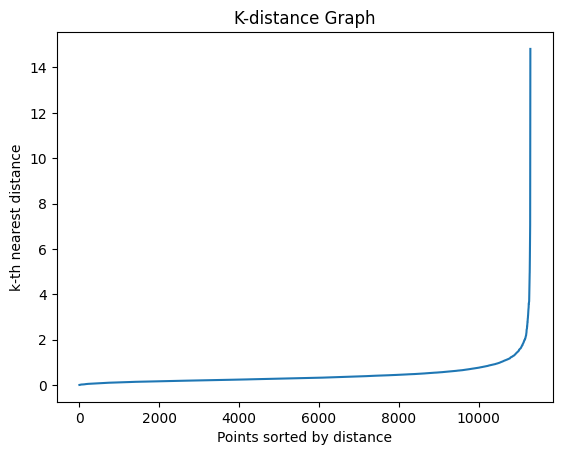 K-distance Graph
14
12
10
8
6
4
2
0
k-th nearest distance
0 2000 4000 6000 8000 10000
Points sorted by distance